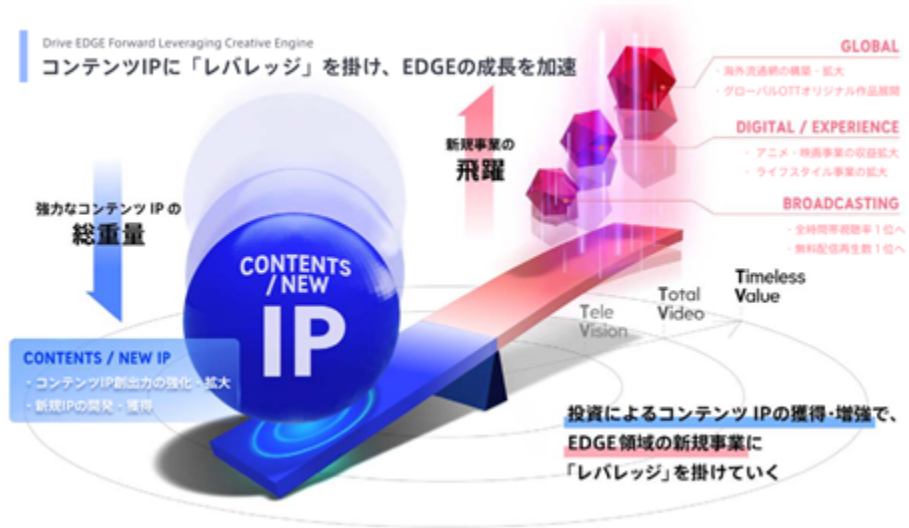 Drive EDGE Forward Leveraging Creative Engine
コンテンツIPに「レバレッジ」を掛け、EDGEの成長を加速
強力なコンテンツ IP の
総重量
CONTENTS
/ NEW
IP
CONTENTS / NEW IP
・コンテンツIP創出力の強化・拡大
・新規IPの開発・獲得
新規事業の
飛躍
GLOBAL
・海外流通網の構築・拡大
・グローバルOTTオリジナル作品展開
DIGITAL / EXPERIENCE
・アニメ・映画事業の収益拡大
・ライフスタイル事業の拡大
BROADCASTING
・全時間帯視聴率1位へ
・無料配信再生数1位へ
Tele
Vision
Total
Video
Timeless
Value
投資によるコンテンツ IPの獲得・増強で、
EDGE領域の新規事業に
「レバレッジ」を掛けていく